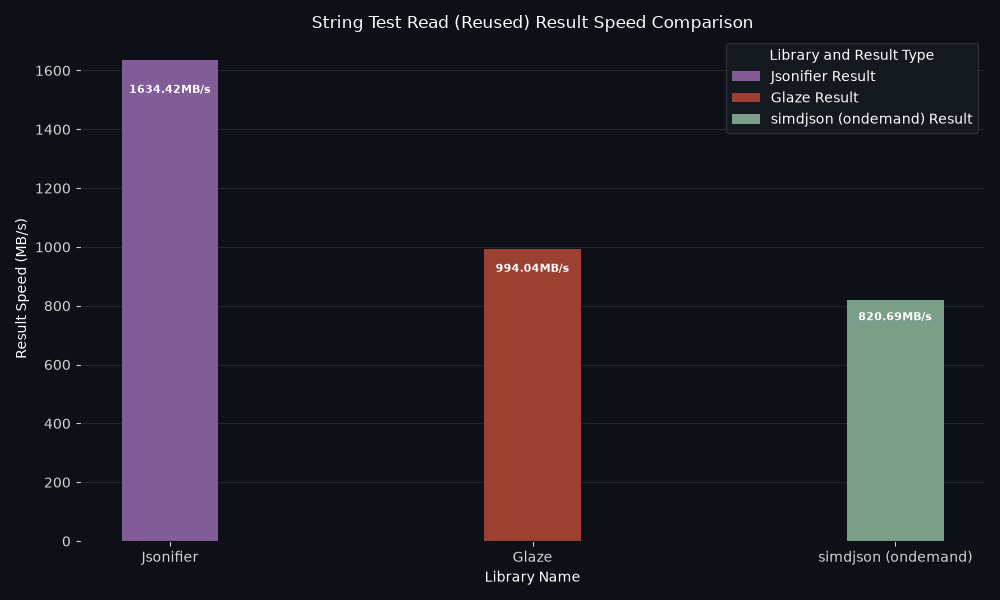 String Test Read (Reused) Result Speed Comparison
Library and Result Type
Jsonifier Result
Glaze Result
simdjson (ondemand) Result
Result Speed (MB/s)
1600
1400
1200
1000
800
600
400
200
0
1634.42MB/s
994.04MB/s
820.69MB/s
Jsonifier
Glaze
simdjson (ondemand)
Library Name